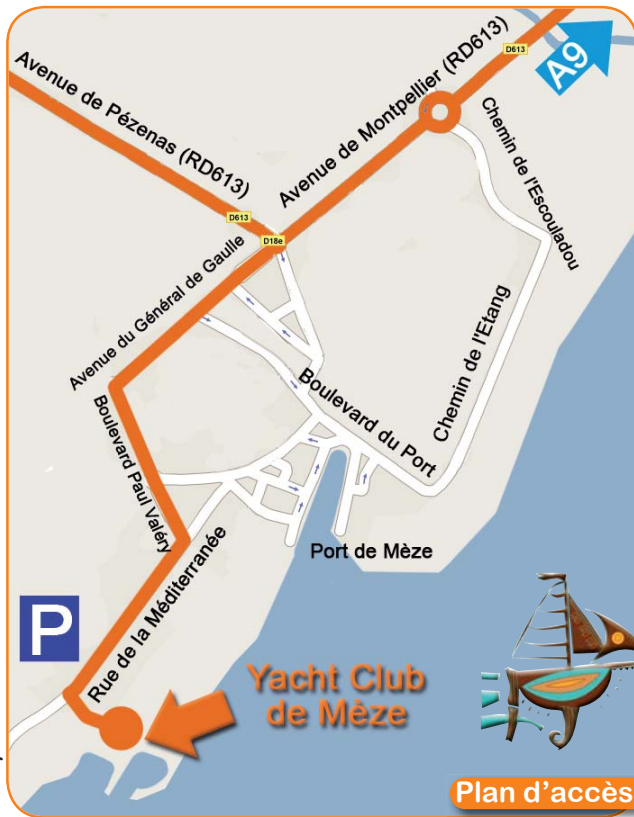 A9
D613
Avenue de Pézenas (RD613)
Avenue de Montpellier (RD613)
Chemin de l'Escouladou
D613
D18e
Avenue du Général de Gaulle
Chemin de l'Etang
Boulevard du Port
Boulevard Paul Valéry
Port de Mèze
Rue de la Méditerranée
P
Yacht Club
de Mèze
Plan d'accès